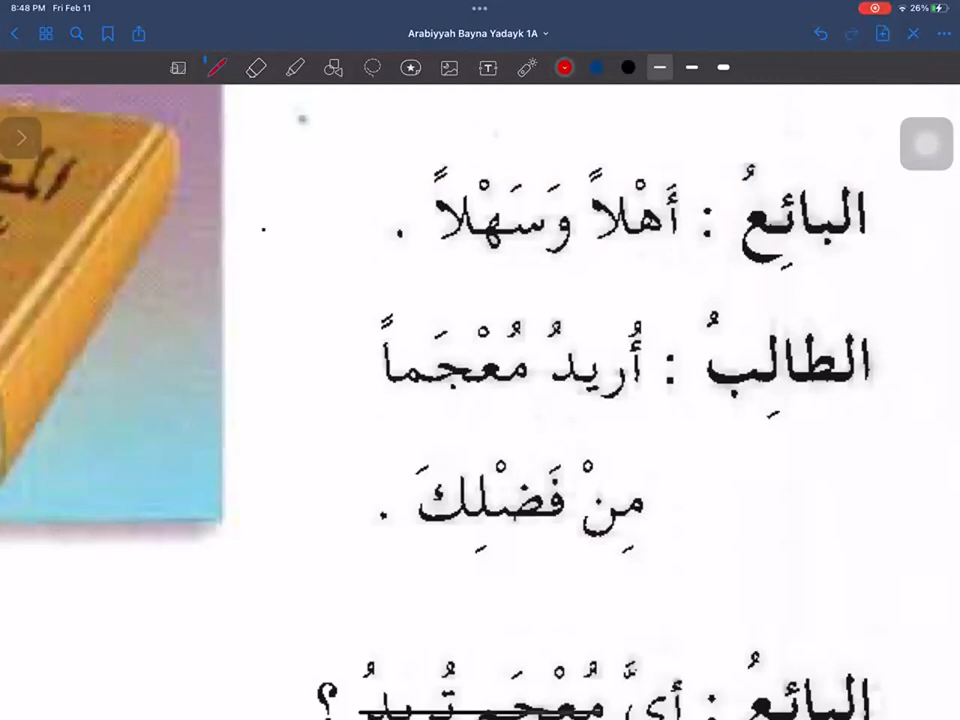 8:48 PM Fri Feb 11
26%
Arabiyyah Bayna Yadayk 1A
البائِعُ : أَهْلاً وَسَهْلاً .
الطالِبُ : أُريدُ مُعْجَماً
مِنْ فَضْلِكَ .
البائِعُ : أَيَّ مُعْجَمٍ تُريدُ ؟